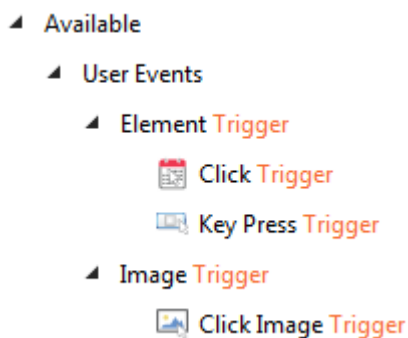 Available
User Events
Element Trigger
Click Trigger
Key Press Trigger
Image Trigger
Click Image Trigger